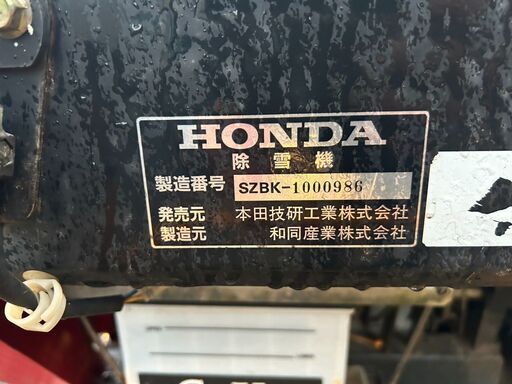 HONDA
除雪機
製造番号 SZBK-1000986
発売元 本田技研工業株式会社
製造元 和同産業株式会社